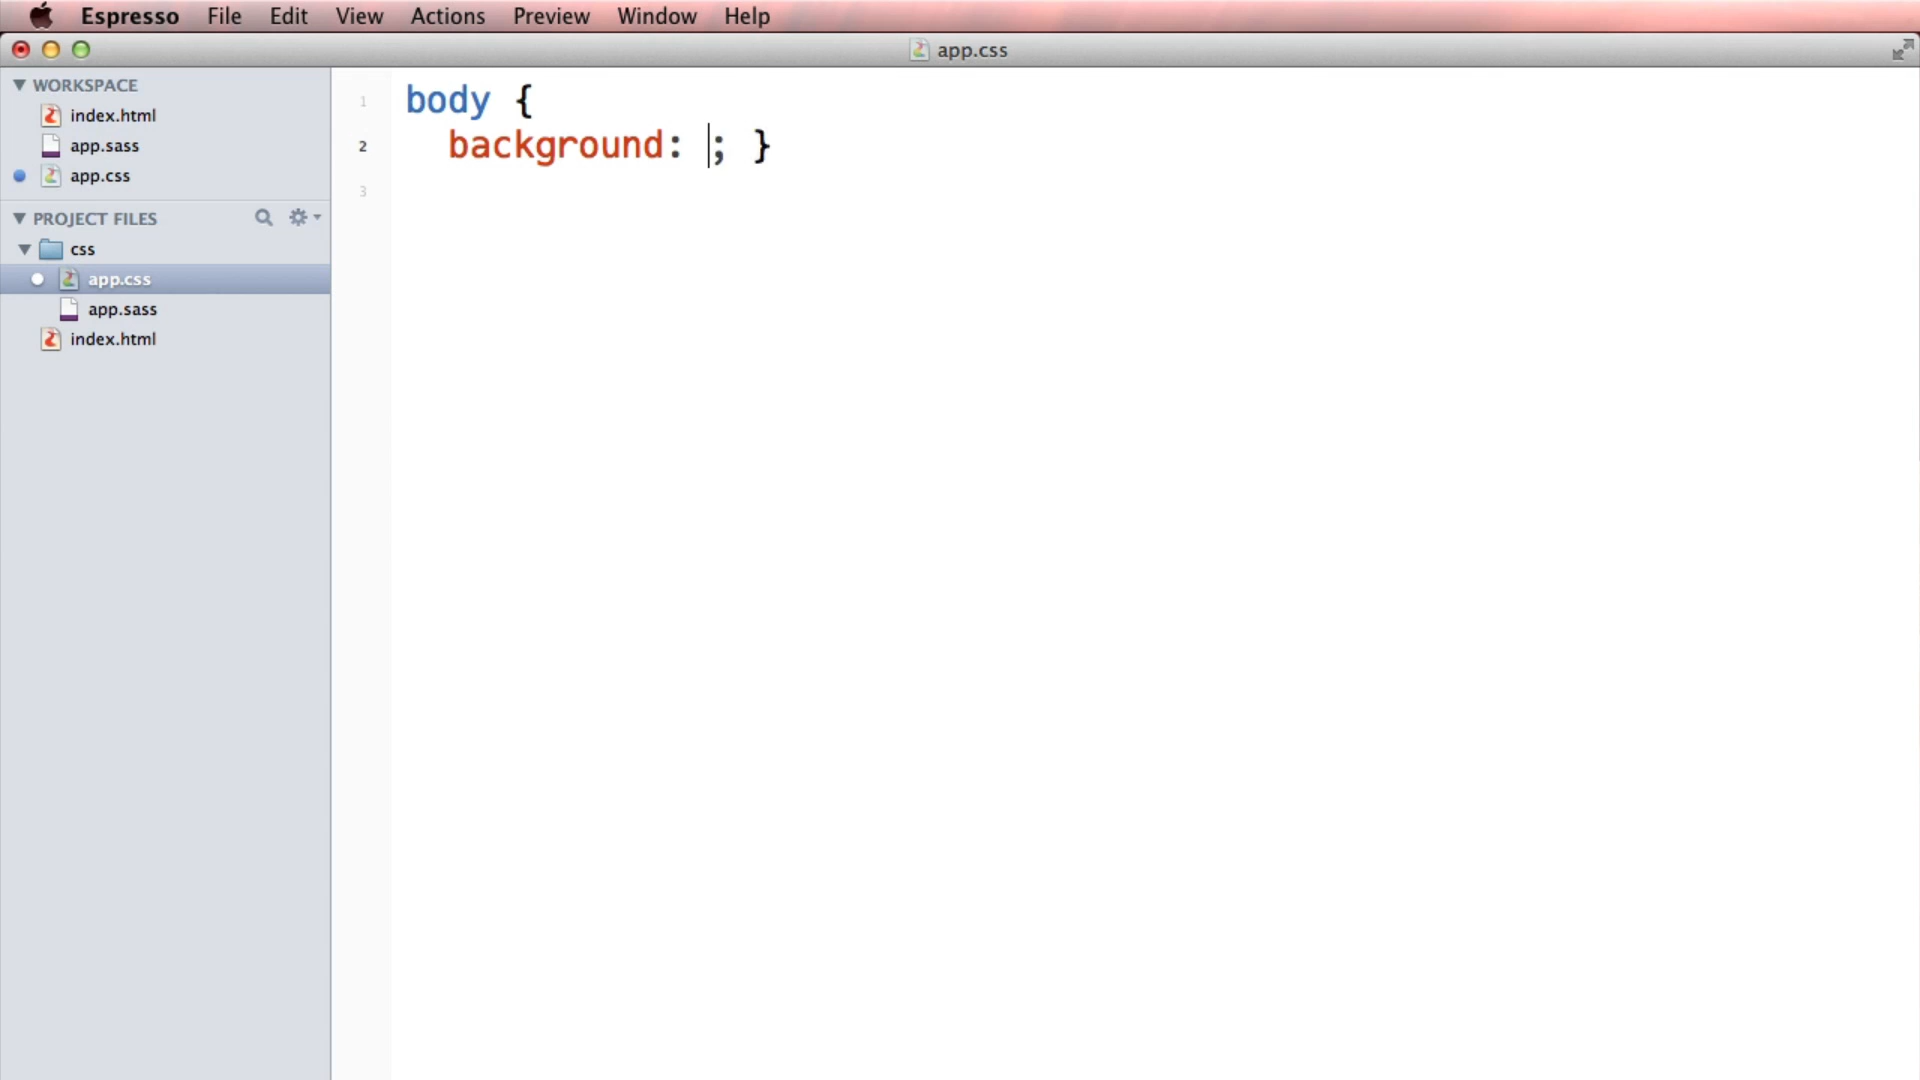 Espresso File Edit View Actions Preview Window Help
app.css
WORKSPACE
index.html
app.sass
app.css
PROJECT FILES
css
app.css
app.sass
index.html
1 body {
2 background: ; }
3